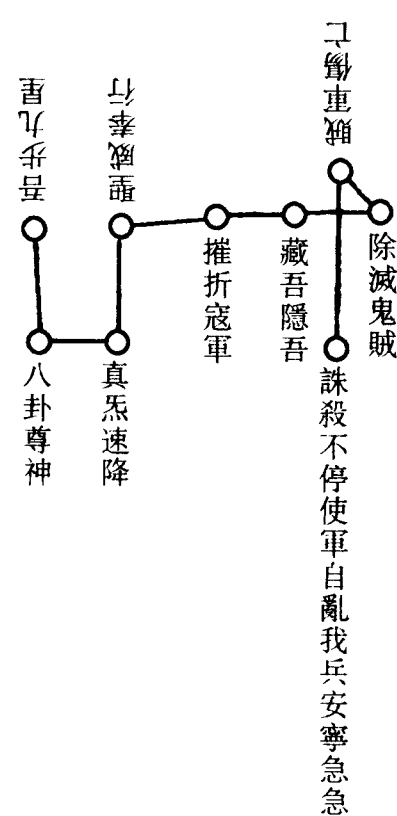 吾步九星
八卦尊神
真炁速降
聖威奉行
摧折寇軍
藏吾隱吾
除滅鬼賊
賊軍傷亡
誅殺不停使軍自亂我兵安寧急急